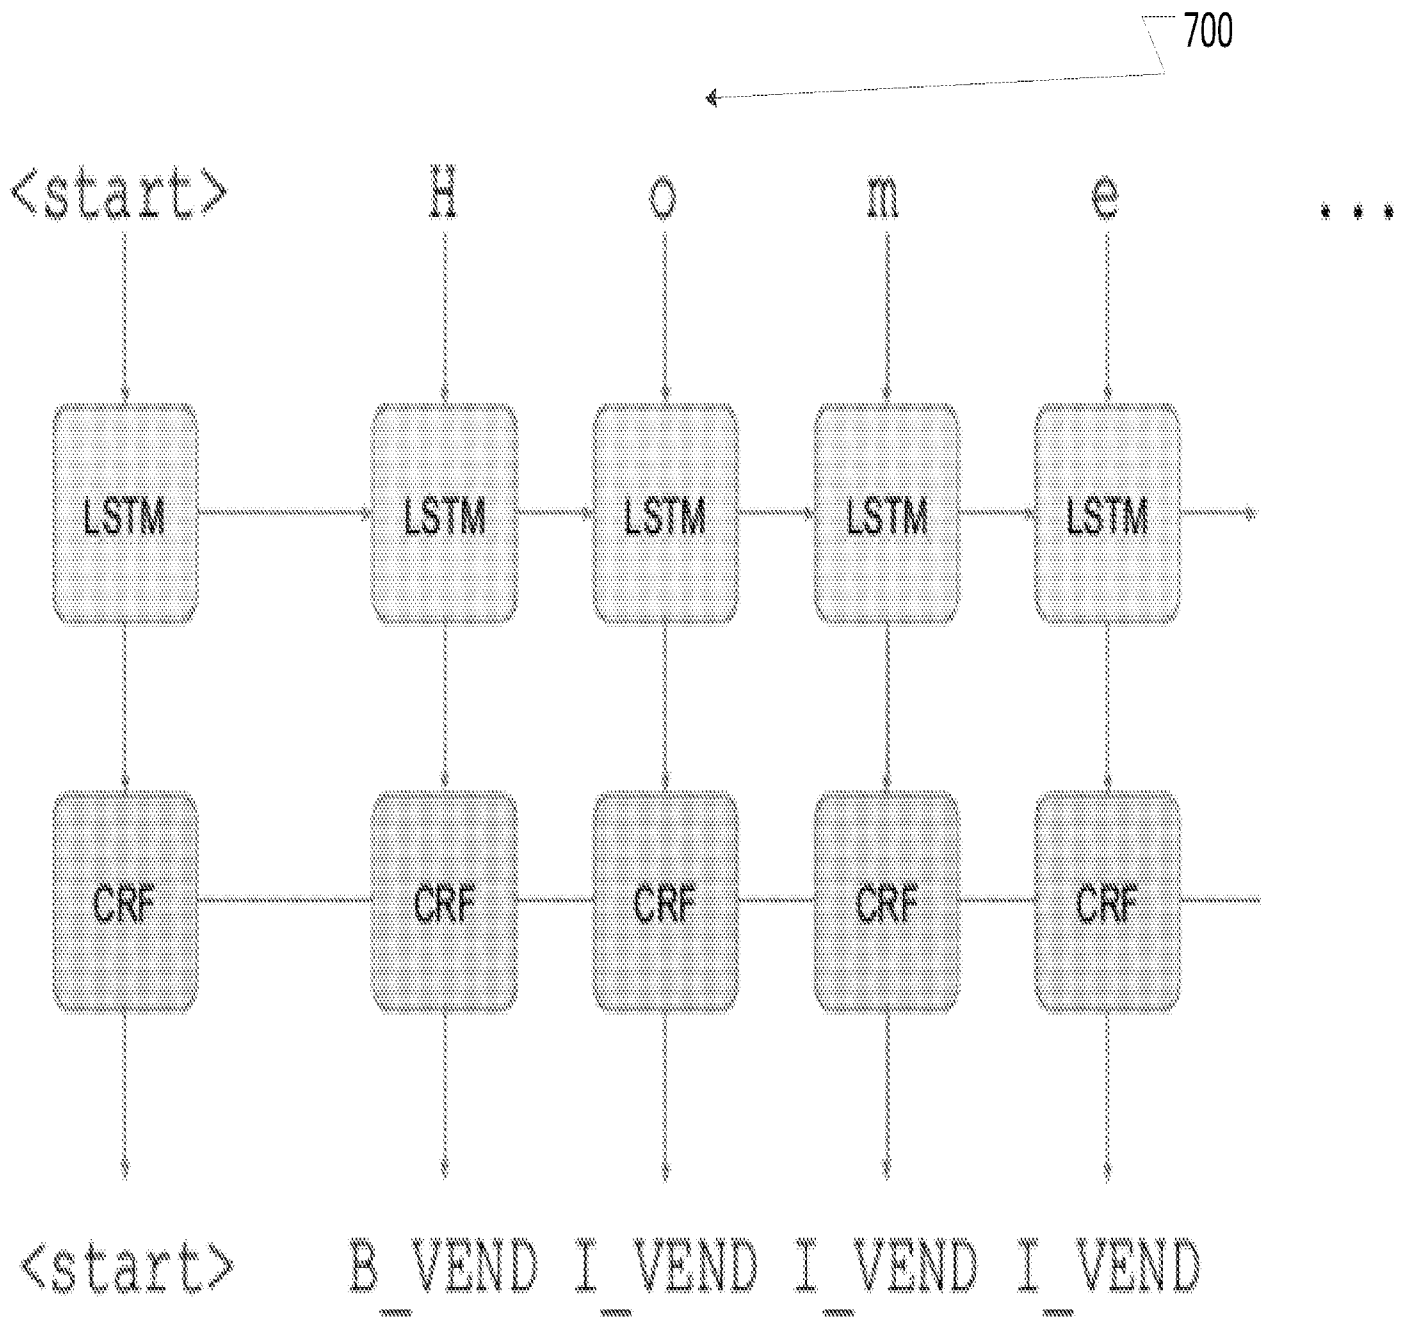 700
<start> H o m e ...
LSTM LSTM LSTM LSTM LSTM
CRF CRF CRF CRF CRF
<start> B_VEND I_VEND I_VEND I_VEND